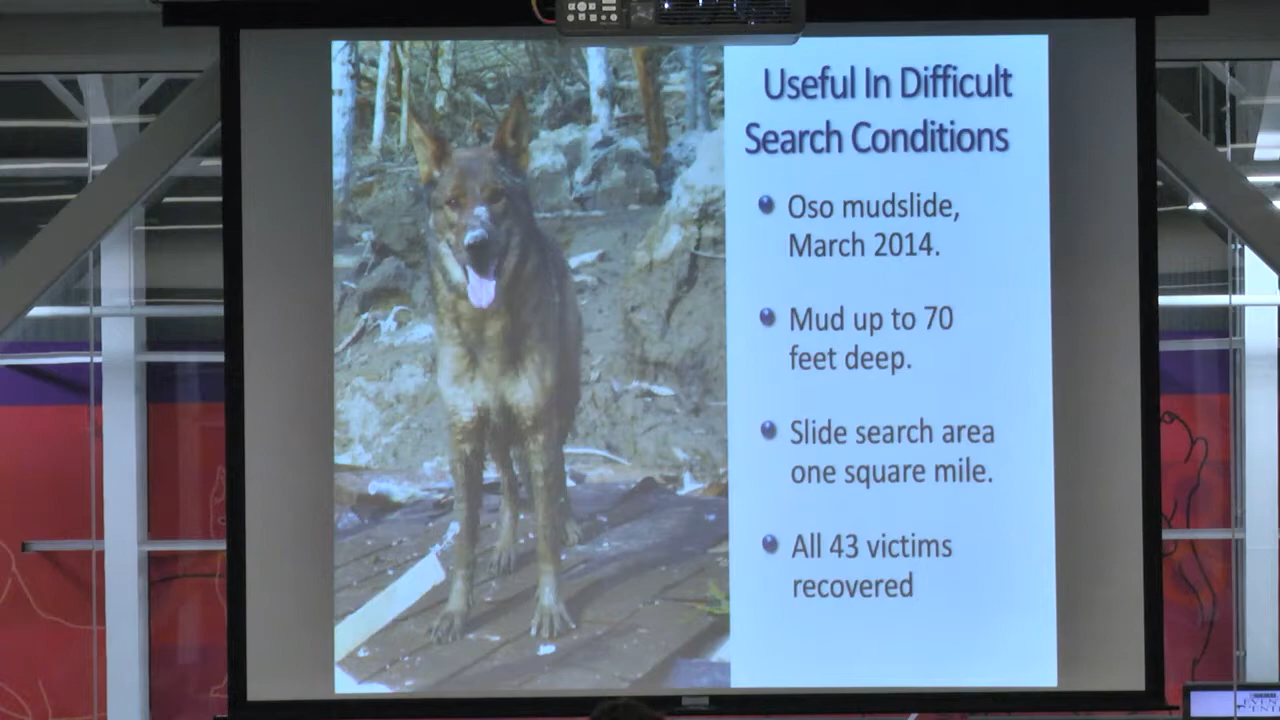 Useful In Difficult
Search Conditions
Oso mudslide,
March 2014.
Mud up to 70
feet deep.
Slide search area
one square mile.
All 43 victims
recovered